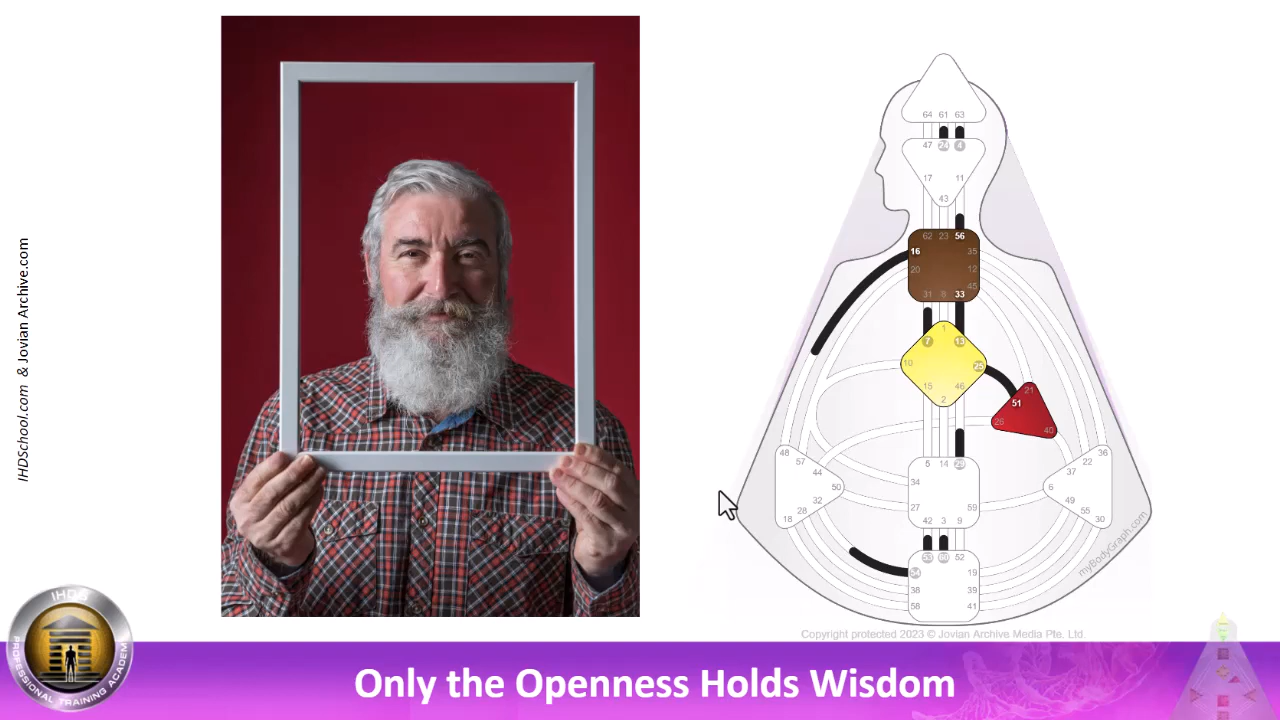 IHDSchool.com & Jovian Archive.com
64 61 63
47 24 4
17 11
43
62 23 56
16 35
20 12
45
31 8 33
1
7 13
10 25
15 46
2
21
51
26 40
48
57
44
50
32
28
18
5 14 29
34
27 59
42 3 9
36
22
37
6
49
55
30
53 60 52
54 19
38 39
58 41
myBodyGraph.com
Copyright protected 2023 © Jovian Archive Media Pte. Ltd.
IHDS
PROFESSIONAL TRAINING ACADEMY
Only the Openness Holds Wisdom